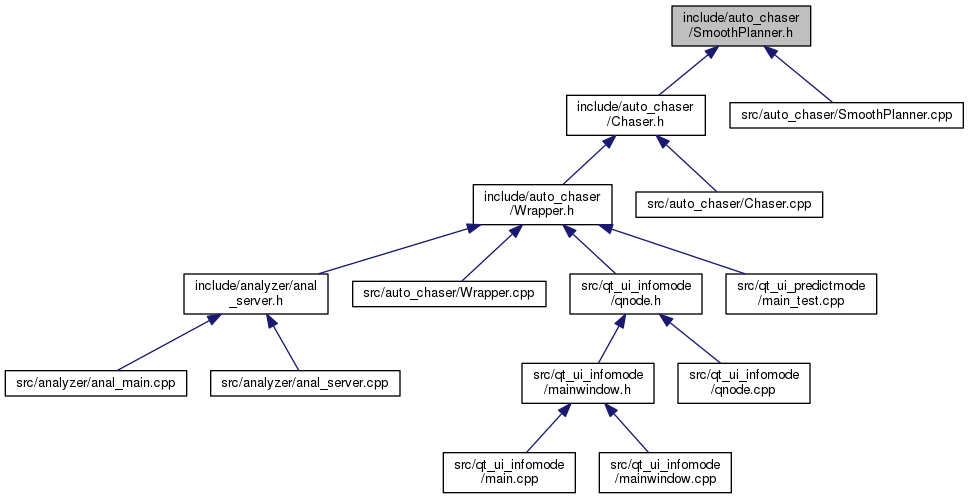 include/auto_chaser
/SmoothPlanner.h
include/auto_chaser
/Chaser.h
src/auto_chaser/SmoothPlanner.cpp
include/auto_chaser
/Wrapper.h
src/auto_chaser/Chaser.cpp
include/analyzer/anal
_server.h
src/auto_chaser/Wrapper.cpp
src/qt_ui_infomode
/qnode.h
src/qt_ui_predictmode
/main_test.cpp
src/analyzer/anal_main.cpp
src/analyzer/anal_server.cpp
src/qt_ui_infomode
/mainwindow.h
src/qt_ui_infomode
/qnode.cpp
src/qt_ui_infomode
/main.cpp
src/qt_ui_infomode
/mainwindow.cpp